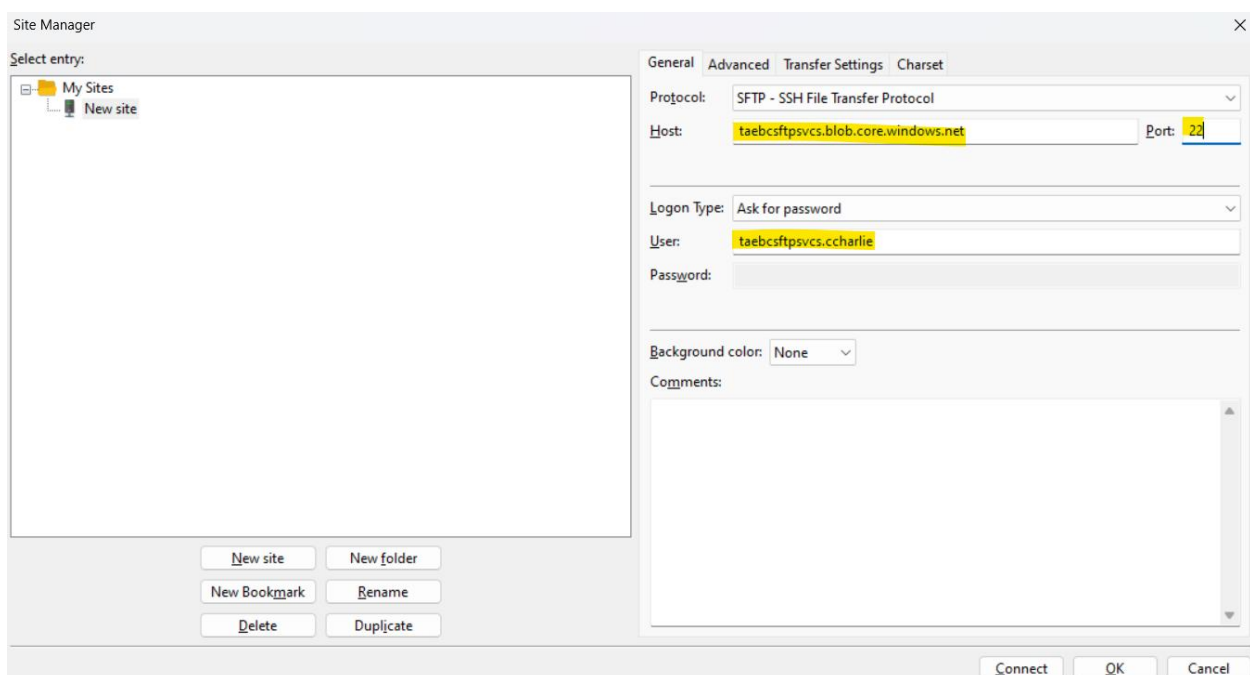 Site Manager
Select entry:
My Sites
New site
New site
New folder
New Bookmark
Rename
Delete
Duplicate
General Advanced Transfer Settings Charset
Protocol: SFTP - SSH File Transfer Protocol
Host: taebcsftpsvcs.blob.core.windows.net Port: 22
Logon Type: Ask for password
User: taebcsftpsvcs.ccharlie
Password:
Background color: None
Comments:
Connect OK Cancel